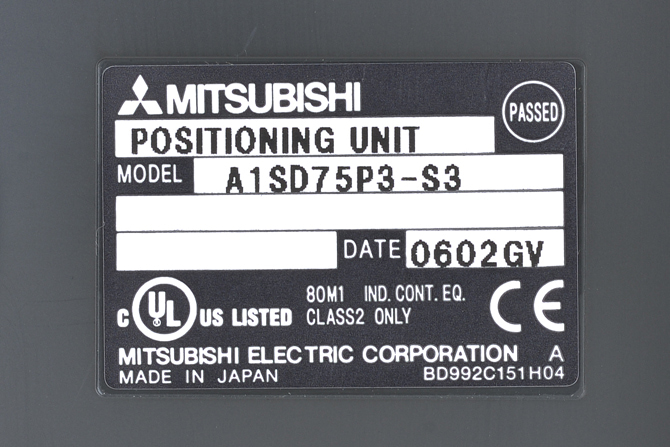 MITSUBISHI
PASSED
POSITIONING UNIT
MODEL A1SD75P3-S3
DATE 0602GV
C UL US LISTED
80M1 IND. CONT. EQ.
CLASS2 ONLY
CE
MITSUBISHI ELECTRIC CORPORATION A
MADE IN JAPAN BD992C151H04